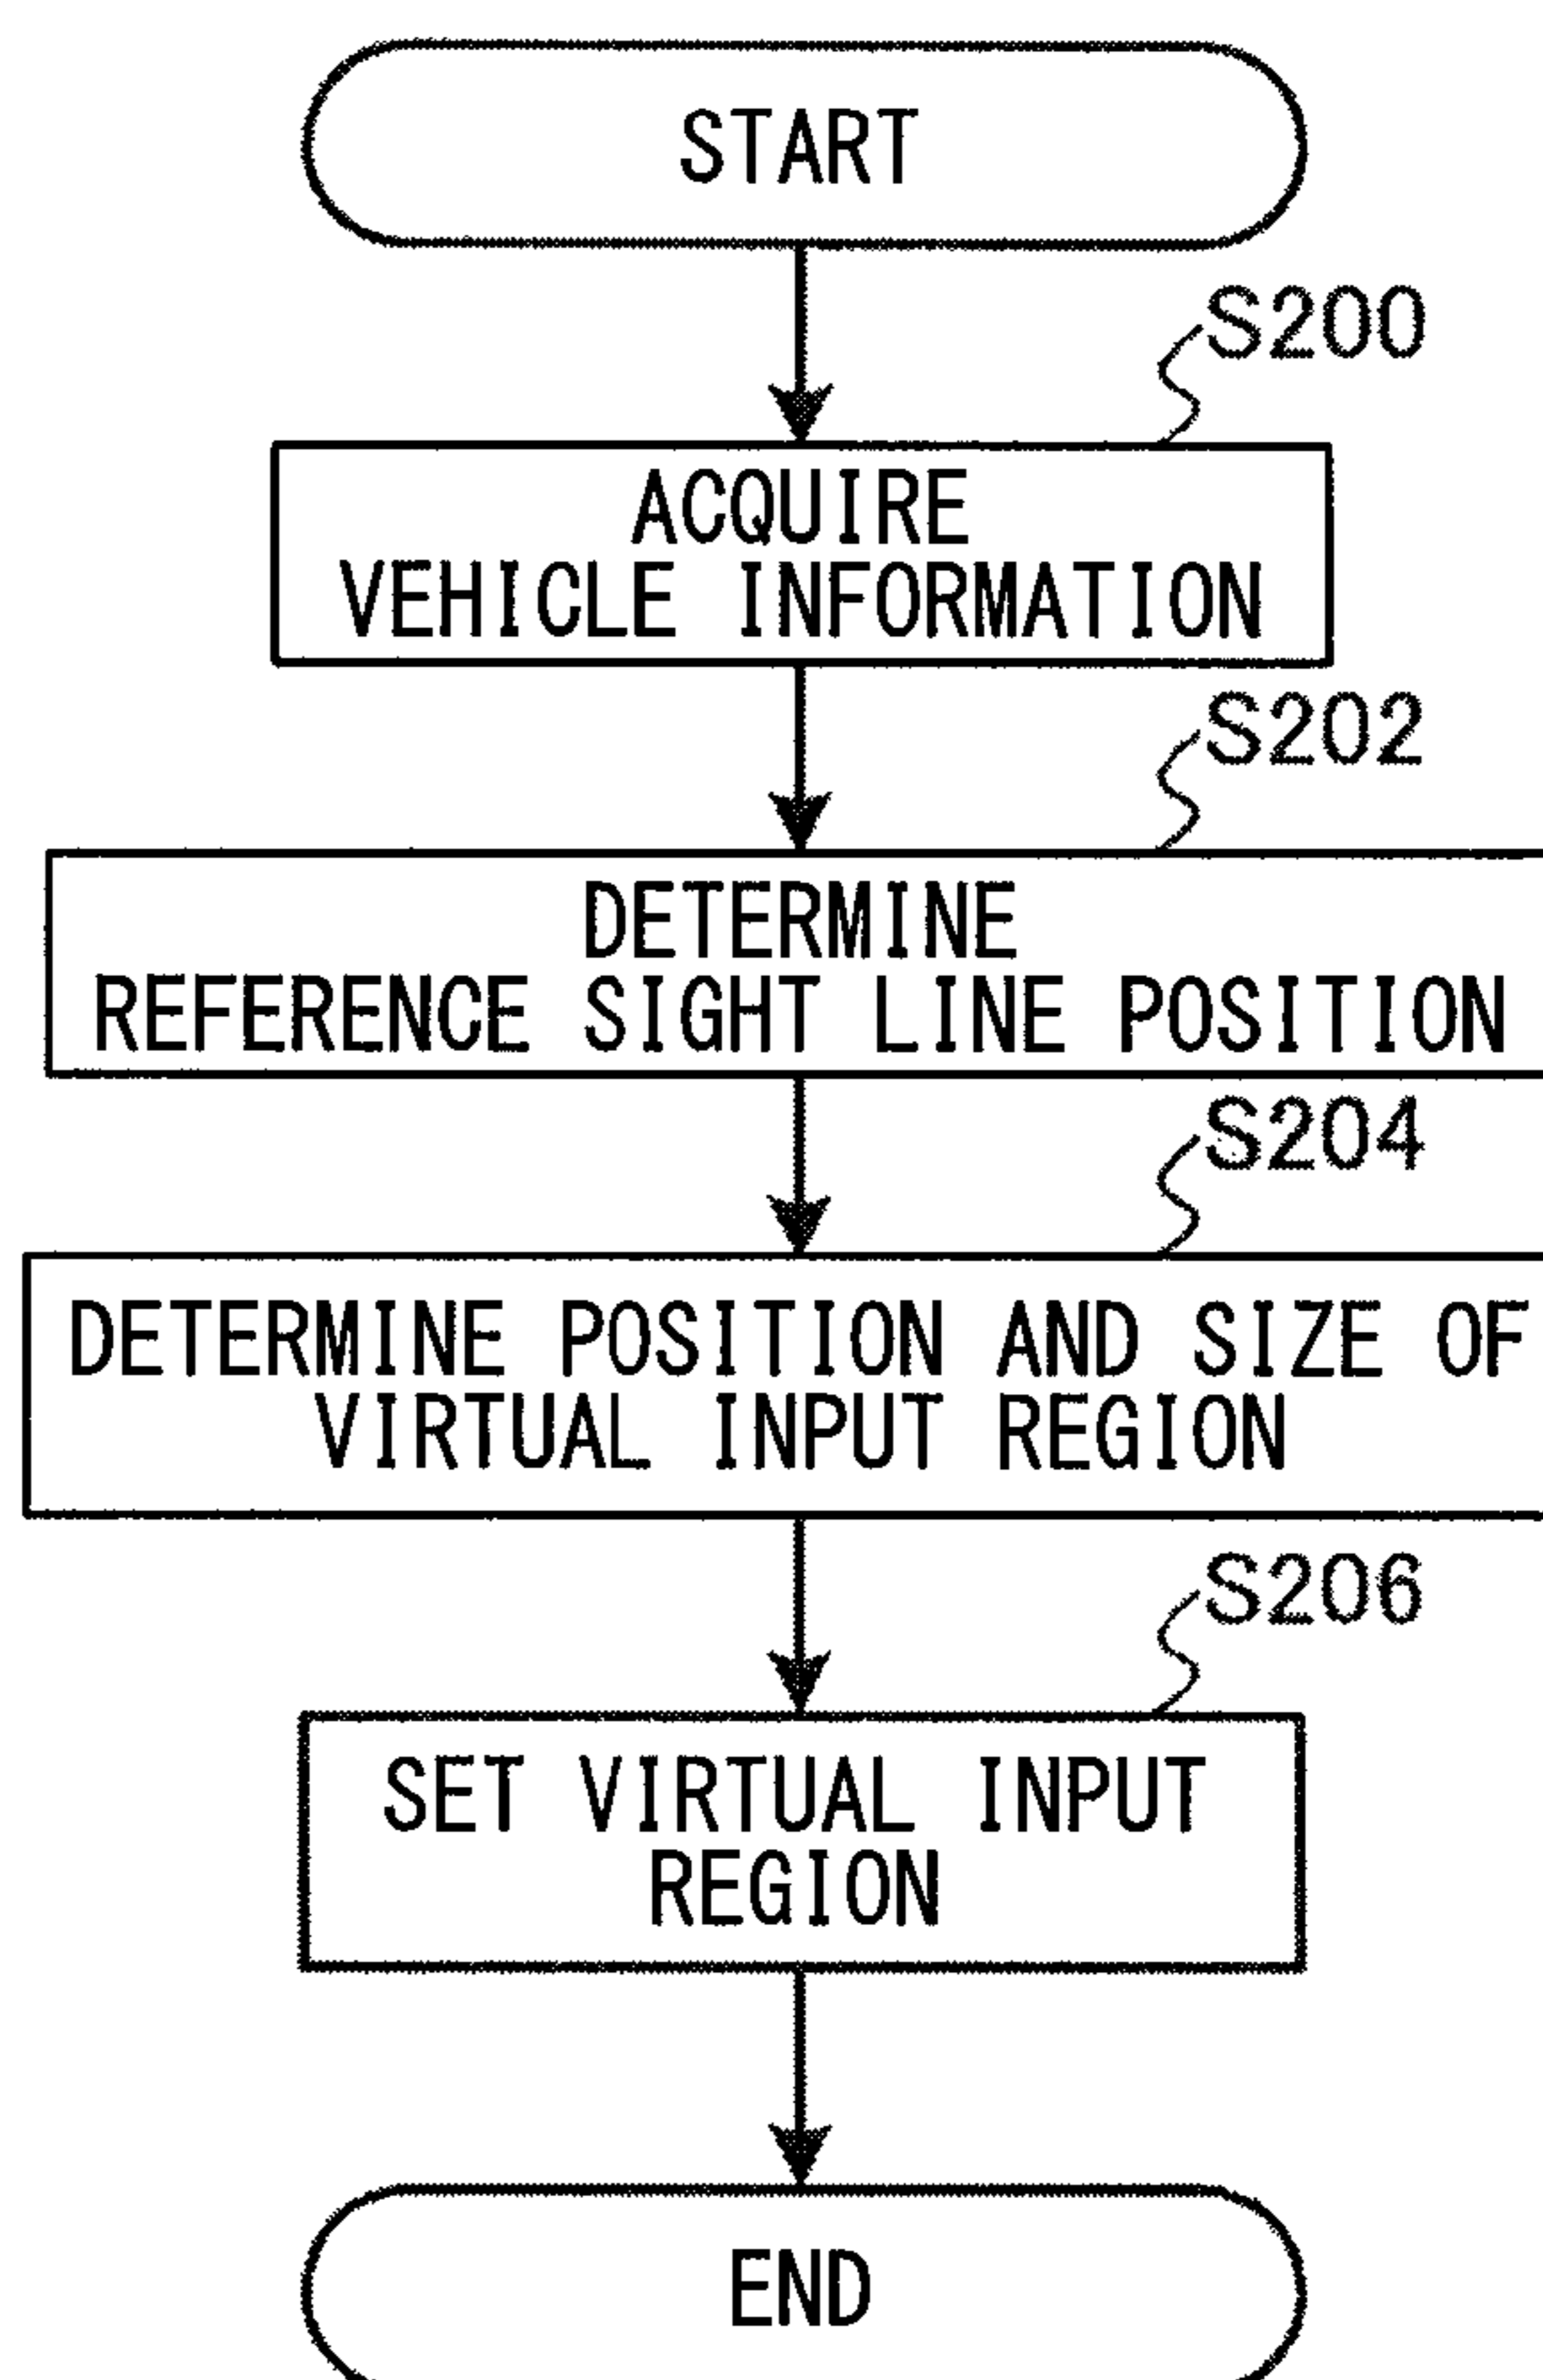 START
S200
ACQUIRE
VEHICLE INFORMATION
S202
DETERMINE
REFERENCE SIGHT LINE POSITION
S204
DETERMINE POSITION AND SIZE OF
VIRTUAL INPUT REGION
S206
SET VIRTUAL INPUT
REGION
END